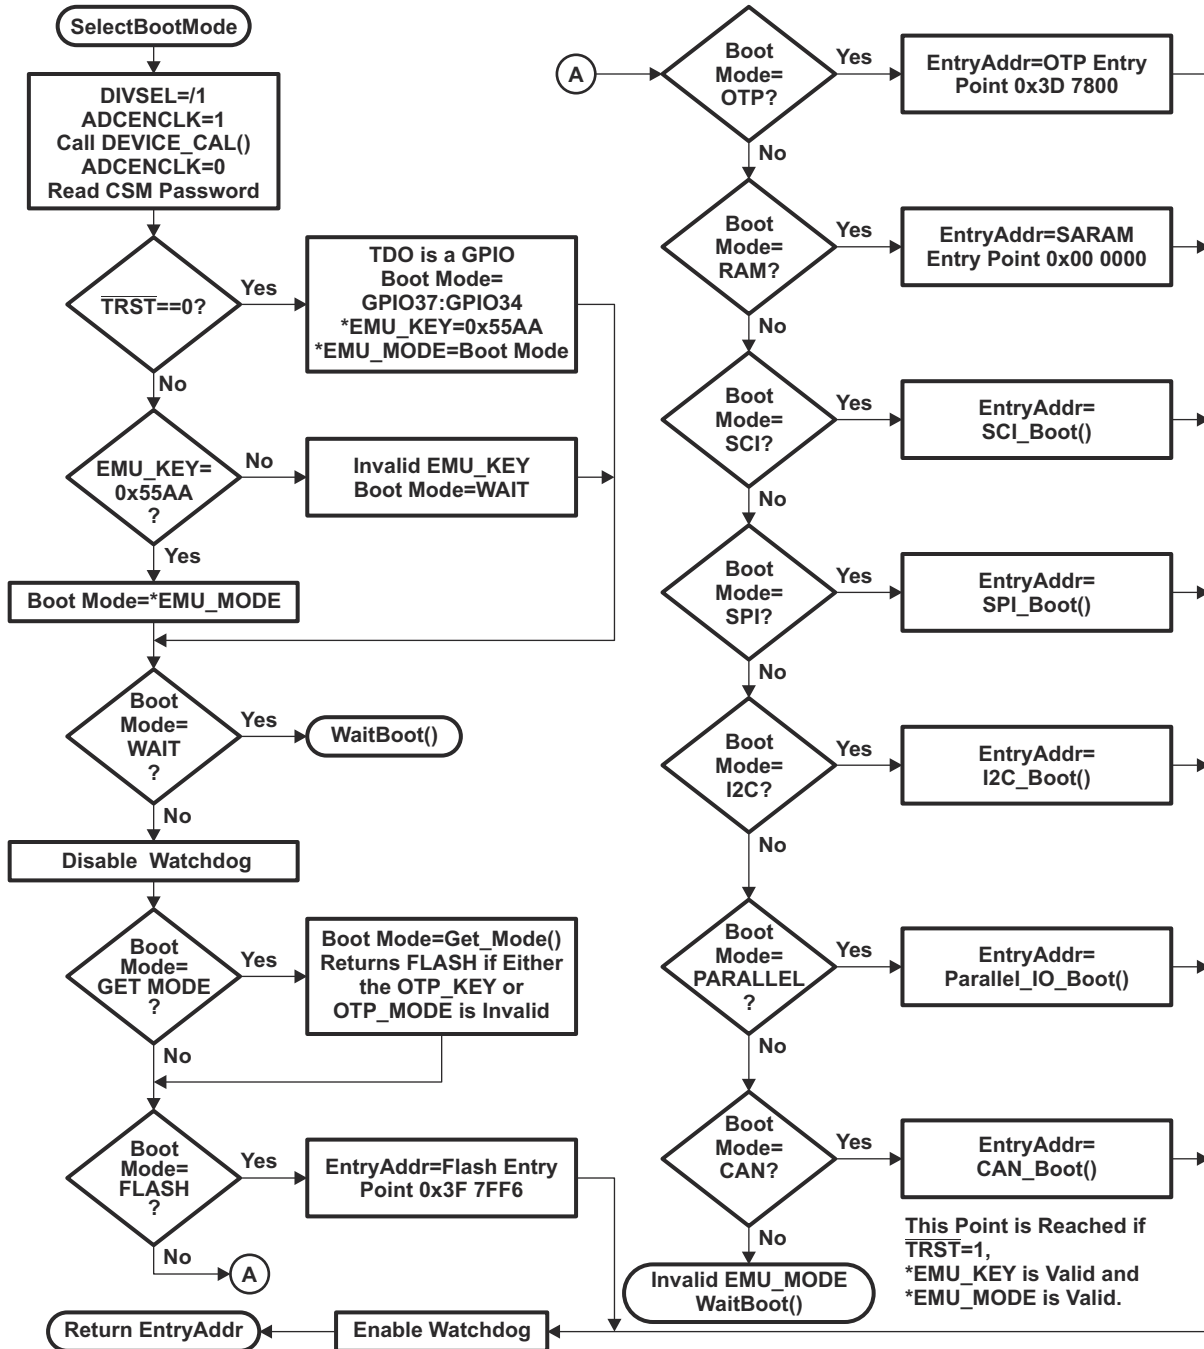 SelectBootMode
DIVSEL=/1
ADCENCLK=1
Call DEVICE_CAL()
ADCENCLK=0
Read CSM Password
TRST==0?
Yes
TDO is a GPIO
Boot Mode=
GPIO37:GPIO34
*EMU_KEY=0x55AA
*EMU_MODE=Boot Mode
No
EMU_KEY=
0x55AA
?
No
Invalid EMU_KEY
Boot Mode=WAIT
Yes
Boot Mode=*EMU_MODE
Boot
Mode=
WAIT
?
Yes
WaitBoot()
No
Disable Watchdog
Boot
Mode=
GET MODE
?
Yes
Boot Mode=Get_Mode()
Returns FLASH if Either
the OTP_KEY or
OTP_MODE is Invalid
No
Boot
Mode=
FLASH
?
Yes
EntryAddr=Flash Entry
Point 0x3F 7FF6
No
A
A
Boot
Mode=
OTP?
Yes
EntryAddr=OTP Entry
Point 0x3D 7800
No
Boot
Mode=
RAM?
Yes
EntryAddr=SARAM
Entry Point 0x00 0000
No
Boot
Mode=
SCI?
Yes
EntryAddr=
SCI_Boot()
No
Boot
Mode=
SPI?
Yes
EntryAddr=
SPI_Boot()
No
Boot
Mode=
I2C?
Yes
EntryAddr=
I2C_Boot()
No
Boot
Mode=
PARALLEL
?
Yes
EntryAddr=
Parallel_IO_Boot()
No
Boot
Mode=
CAN?
Yes
EntryAddr=
CAN_Boot()
No
Invalid EMU_MODE
WaitBoot()
This Point is Reached if
TRST=1,
*EMU_KEY is Valid and
*EMU_MODE is Valid.
Enable Watchdog
Return EntryAddr